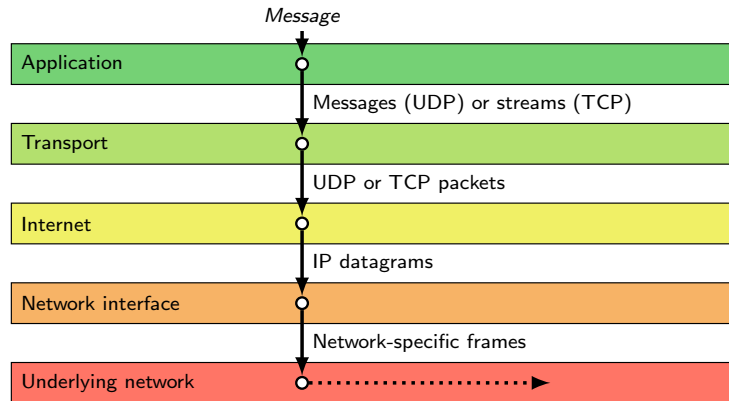 Message
Application
Messages (UDP) or streams (TCP)
Transport
UDP or TCP packets
Internet
IP datagrams
Network interface
Network-specific frames
Underlying network